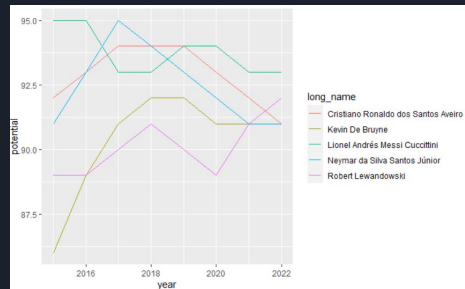 95.0
92.5
90.0
87.5
potential
2016
2018
2020
2022
year
long_name
Cristiano Ronaldo dos Santos Aveiro
Kevin De Bruyne
Lionel Andrés Messi Cuccittini
Neymar da Silva Santos Júnior
Robert Lewandowski